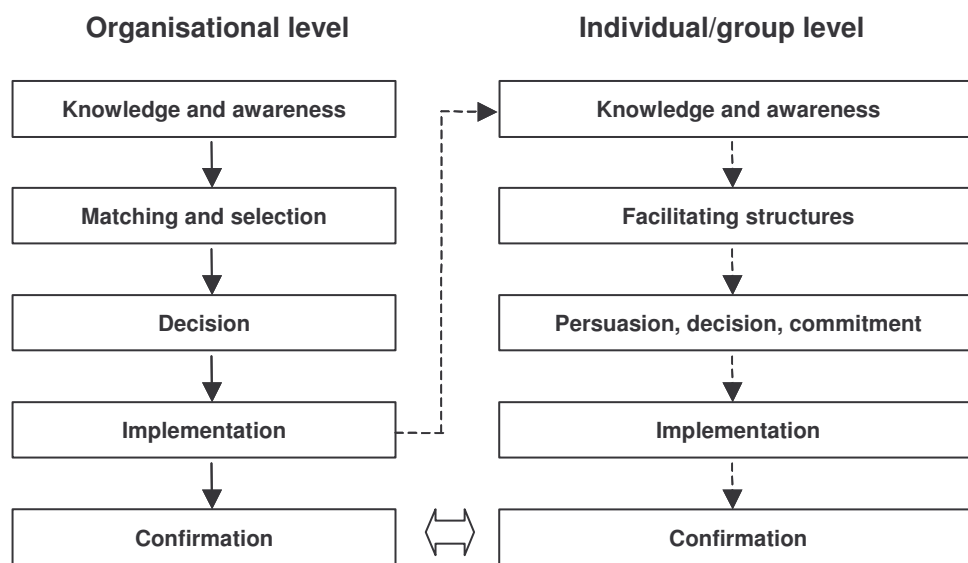 Organisational level
Knowledge and awareness
Matching and selection
Decision
Implementation
Confirmation
Individual/group level
Knowledge and awareness
Facilitating structures
Persuasion, decision, commitment
Implementation
Confirmation